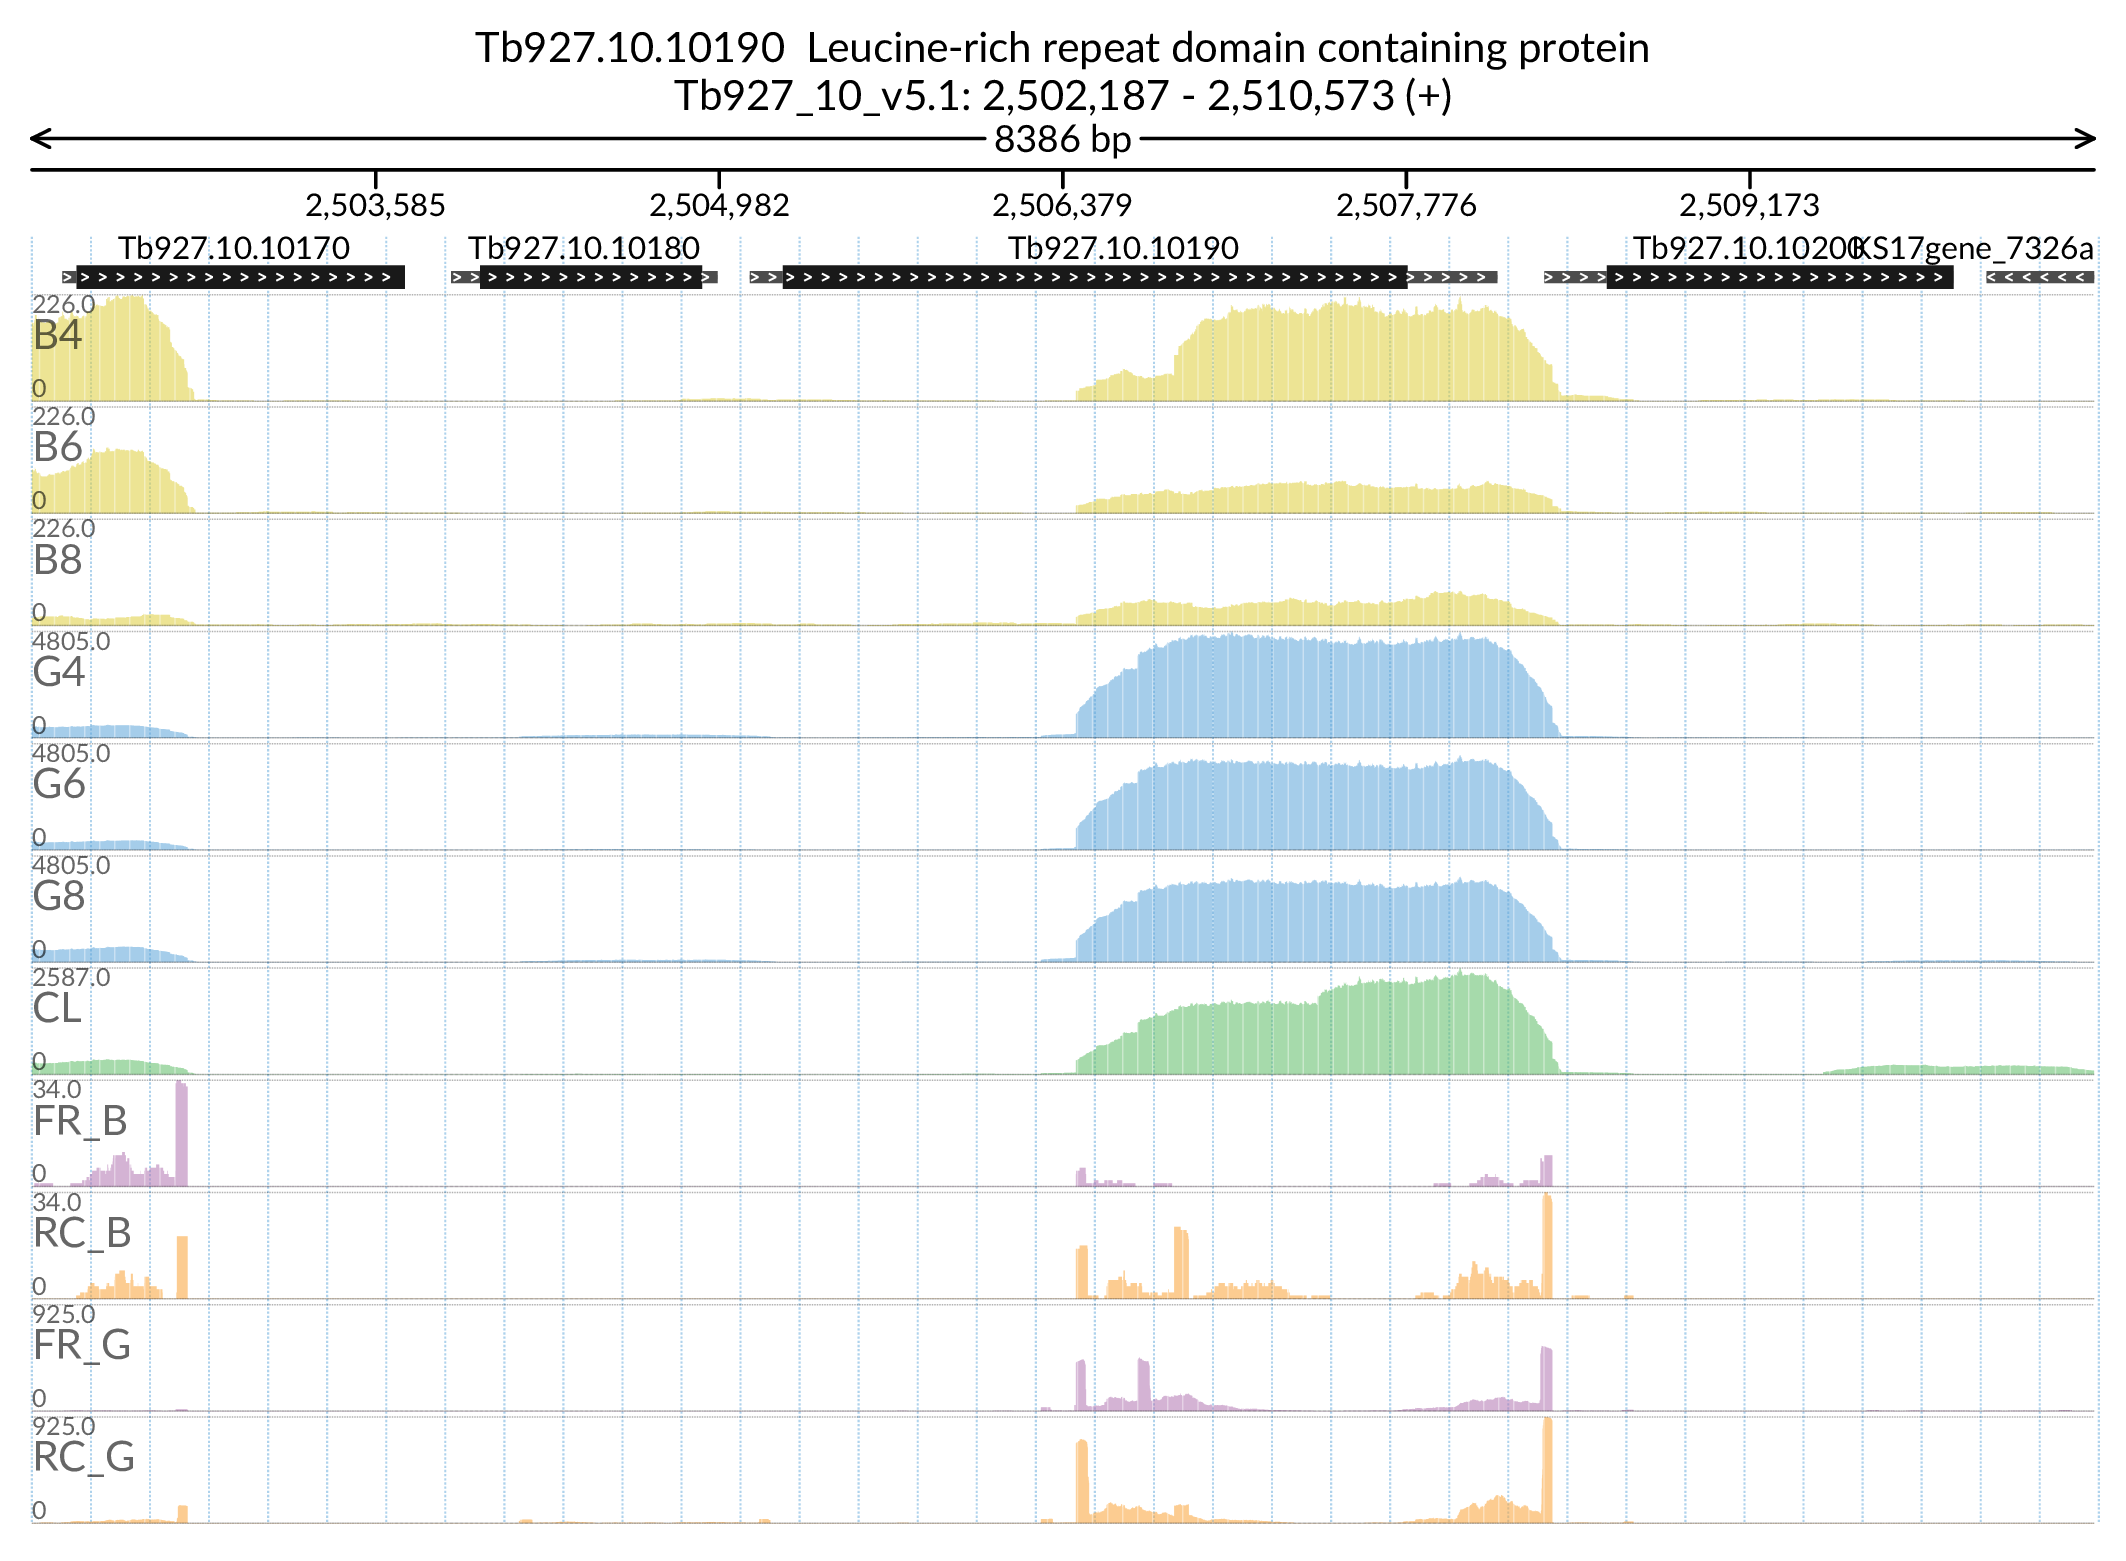 Tb927.10.10190 Leucine-rich repeat domain containing protein
Tb927_10_v5.1: 2,502,187 - 2,510,573 (+)
8386 bp
2,503,585 2,504,982 2,506,379 2,507,776 2,509,173
Tb927.10.10170 Tb927.10.10180 Tb927.10.10190 Tb927.10.10200 KS17gene_7326a
226.0
B4
0
226.0
B6
0
226.0
B8
0
4805.0
G4
0
4805.0
G6
0
4805.0
G8
0
2587.0
CL
0
34.0
FR_B
0
34.0
RC_B
0
925.0
FR_G
0
925.0
RC_G
0